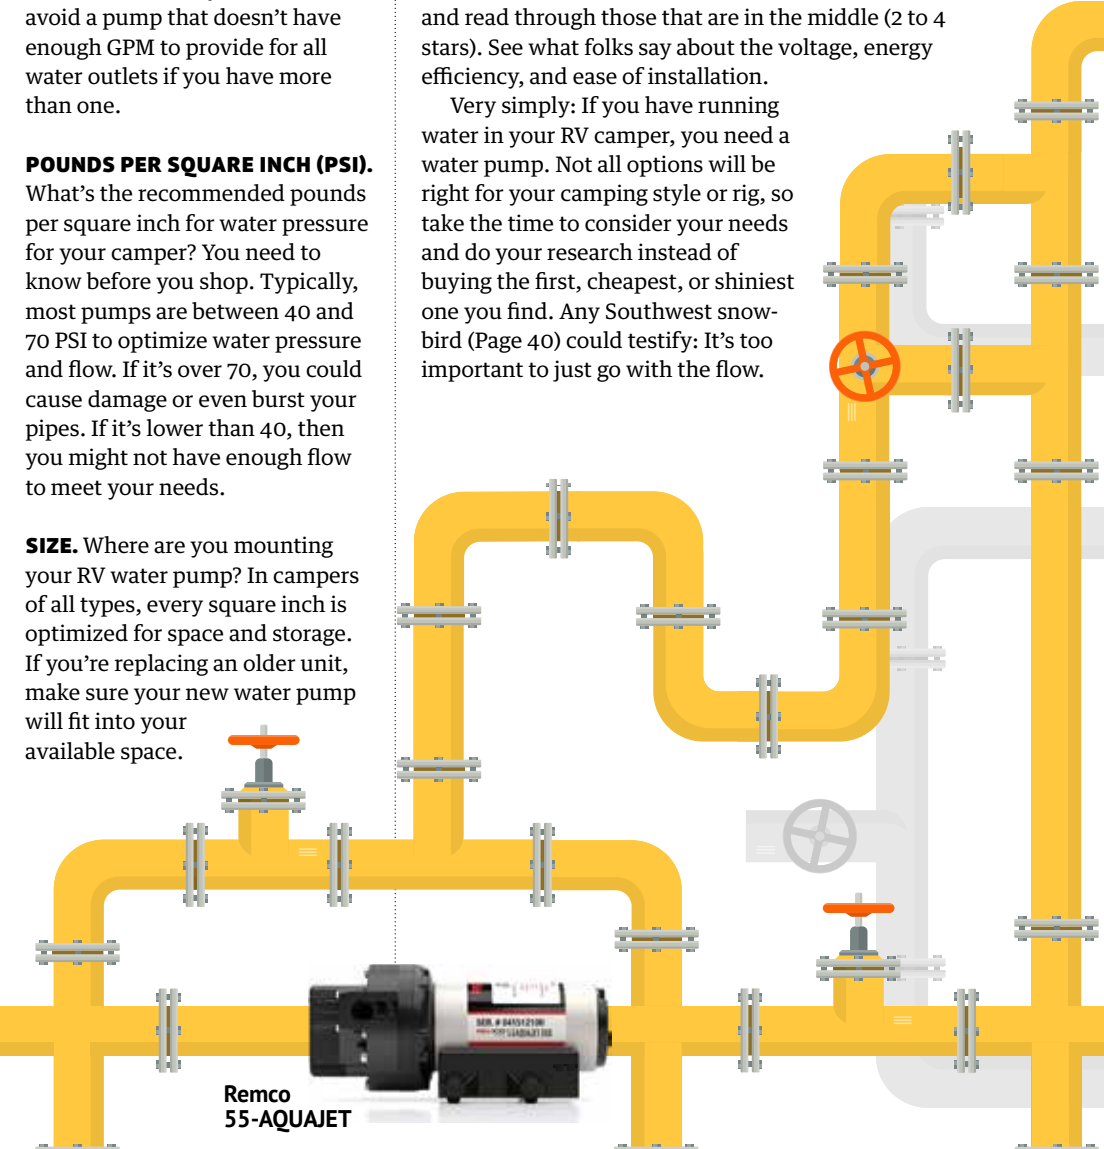 avoid a pump that doesn’t have
enough GPM to provide for all
water outlets if you have more
than one.
POUNDS PER SQUARE INCH (PSI).
What’s the recommended pounds
per square inch for water pressure
for your camper? You need to
know before you shop. Typically,
most pumps are between 40 and
70 PSI to optimize water pressure
and flow. If it’s over 70, you could
cause damage or even burst your
pipes. If it’s lower than 40, then
you might not have enough flow
to meet your needs.
SIZE. Where are you mounting
your RV water pump? In campers
of all types, every square inch is
optimized for space and storage.
If you’re replacing an older unit,
make sure your new water pump
will fit into your
available space.
and read through those that are in the middle (2 to 4
stars). See what folks say about the voltage, energy
efficiency, and ease of installation.
Very simply: If you have running
water in your RV camper, you need a
water pump. Not all options will be
right for your camping style or rig, so
take the time to consider your needs
and do your research instead of
buying the first, cheapest, or shiniest
one you find. Any Southwest snow-
bird (Page 40) could testify: It’s too
important to just go with the flow.
Remco
55-AQUAJET